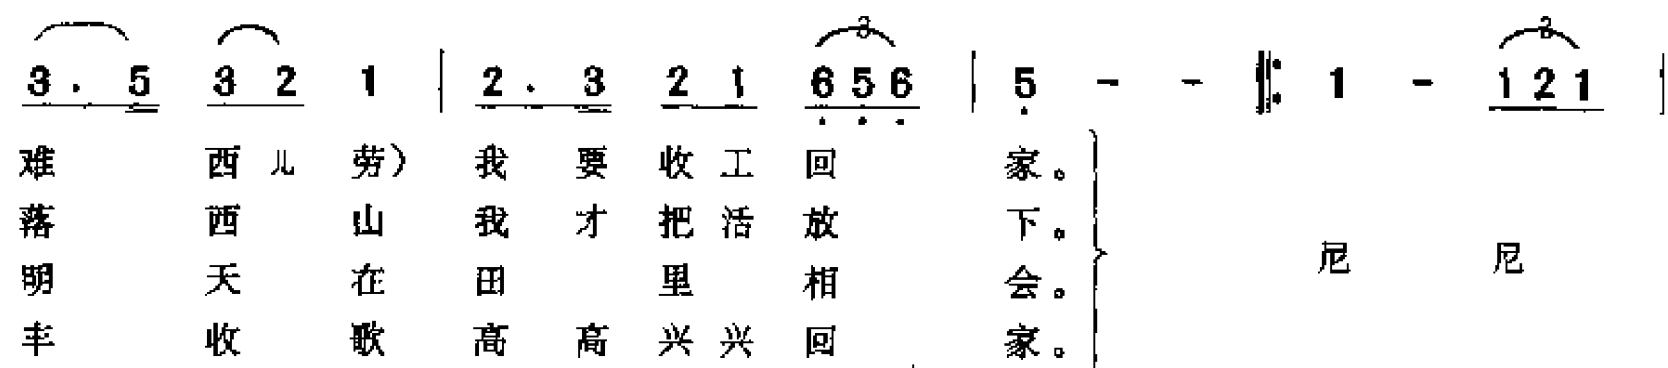 3 3
3. 5 3 2 1 | 2. 3 2 1 6 5 6 | 5 - - 1 - 1 2 1
难 西 儿 劳） 我 要 收 工 回 家。
落 西 山 我 才 把 活 放 下。
尼 尼
明 天 在 田 里 相 会。
丰 收 歌 高 高 兴 兴 回 家。